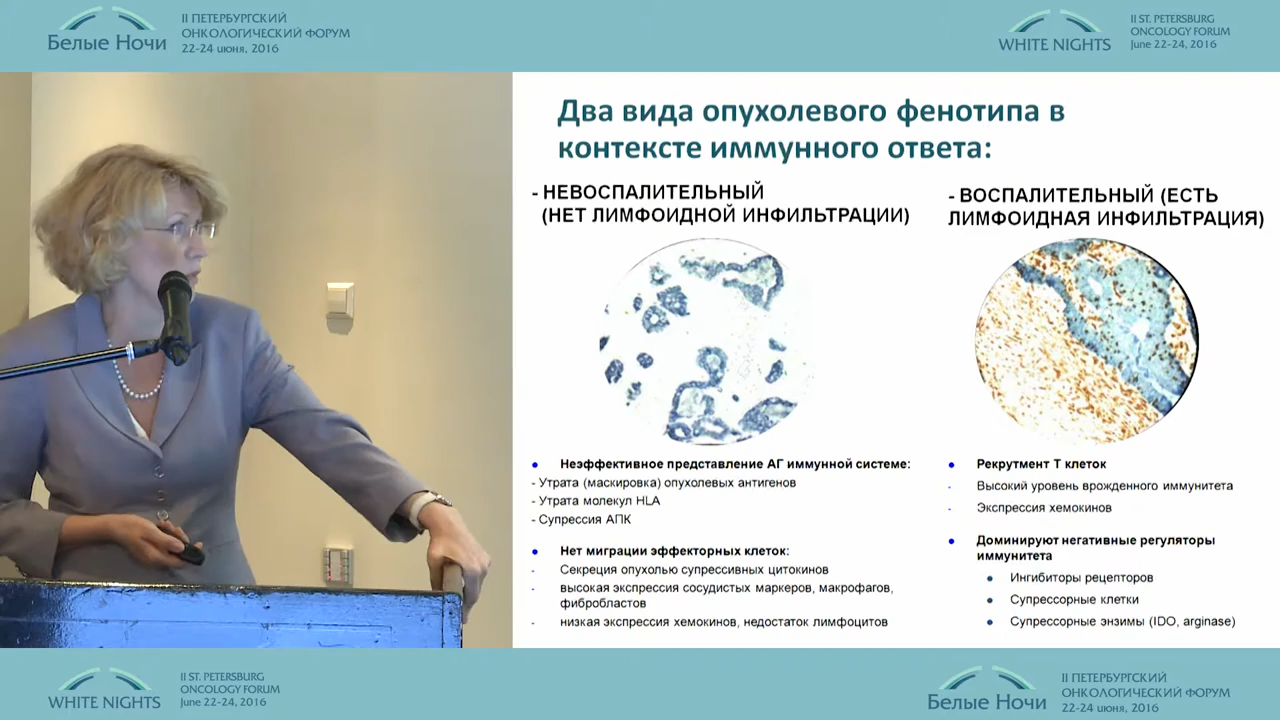 Белые Ночи
II ПЕТЕРБУРГСКИЙ
ОНКОЛОГИЧЕСКИЙ ФОРУМ
22-24 июня, 2016
WHITE NIGHTS
II ST. PETERSBURG
ONCOLOGY FORUM
June 22-24, 2016
Два вида опухолевого фенотипа в
контексте иммунного ответа:
- НЕВОСПАЛИТЕЛЬНЫЙ
(НЕТ ЛИМФОИДНОЙ ИНФИЛЬТРАЦИИ)
- ВОСПАЛИТЕЛЬНЫЙ (ЕСТЬ
ЛИМФОИДНАЯ ИНФИЛЬТРАЦИЯ)
● Неэффективное представление АГ иммунной системе:
- Утрата (маскировка) опухолевых антигенов
- Утрата молекул HLA
- Супрессия АПК
● Нет миграции эффекторных клеток:
- Секреция опухолью супрессивных цитокинов
- высокая экспрессия сосудистых маркеров, макрофагов,
фибробластов
- низкая экспрессия хемокинов, недостаток лимфоцитов
● Рекрутмент Т клеток
- Высокий уровень врожденного иммунитета
- Экспрессия хемокинов
● Доминируют негативные регуляторы
иммунитета
● Ингибиторы рецепторов
● Супрессорные клетки
● Супрессорные энзимы (IDO, arginase)
WHITE NIGHTS
II ST. PETERSBURG
ONCOLOGY FORUM
June 22-24, 2016
Белые Ночи
II ПЕТЕРБУРГСКИЙ
ОНКОЛОГИЧЕСКИЙ ФОРУМ
22-24 июня, 2016